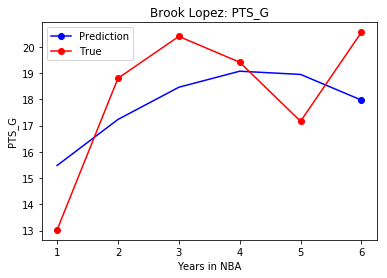 Brook Lopez: PTS_G
Prediction
True
PTS_G
20
19
18
17
16
15
14
13
1 2 3 4 5 6
Years in NBA